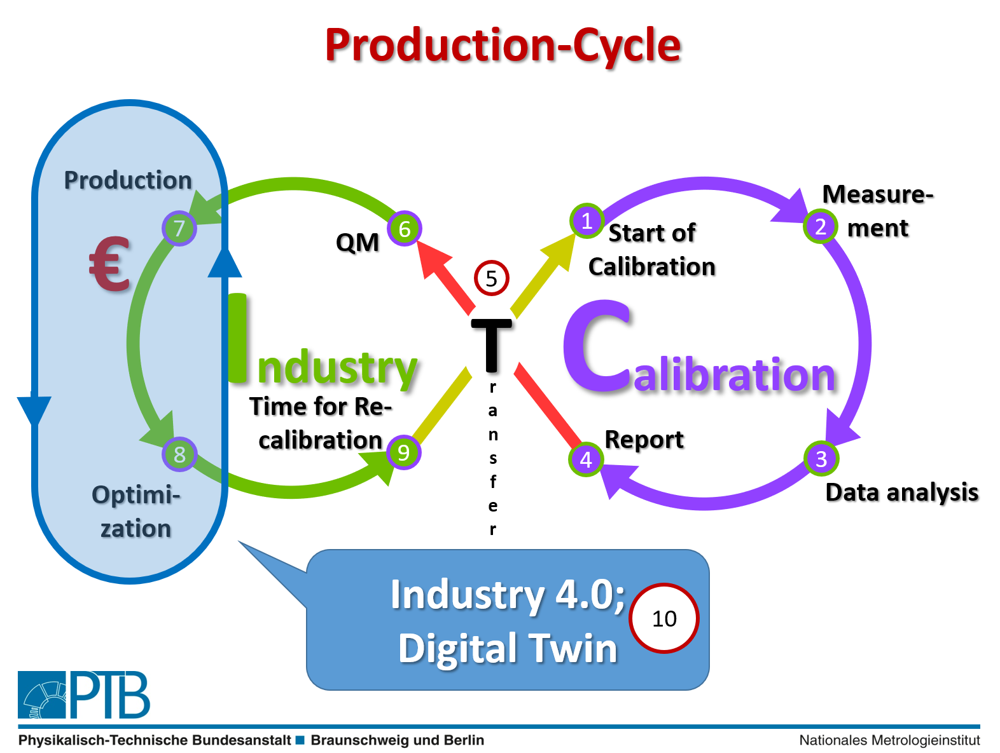 Production-Cycle
Production
7
€
8
Optimi-
zation
6
QM
Industry
Time for Re-
calibration
9
5
Transfer
1
Start of
Calibration
2
Measure-
ment
Calibration
3
Data analysis
4
Report
Industry 4.0;
Digital Twin
10
PTB
Physikalisch-Technische Bundesanstalt ■ Braunschweig und Berlin
Nationales Metrologieinstitut